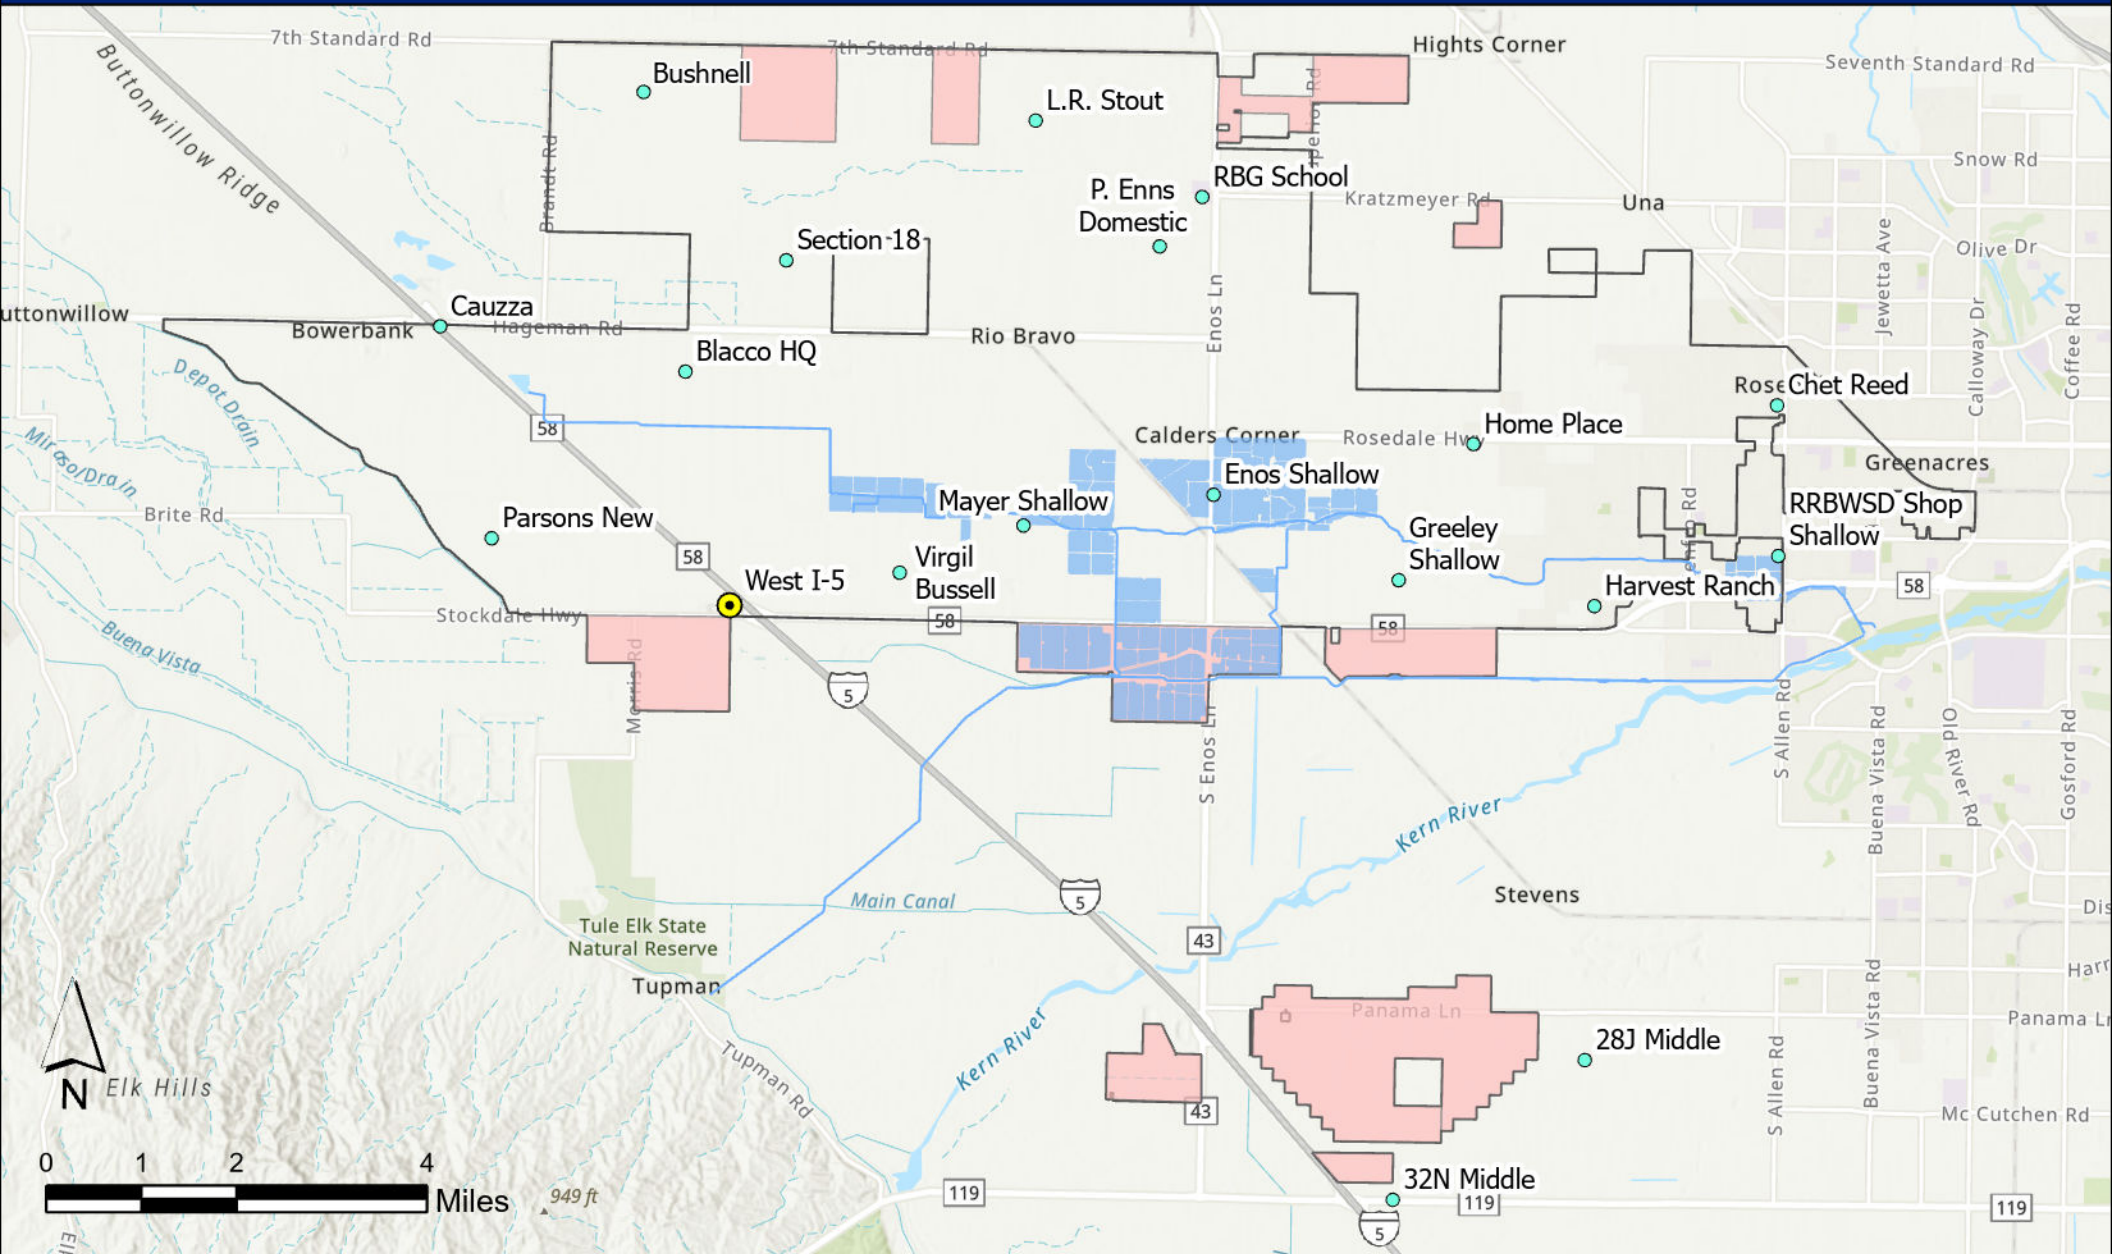 7th Standard Rd
7th Standard Rd
Hights Corner
Seventh Standard Rd
Buttonwillow Ridge
Bushnell
L.R. Stout
Snow Rd
Brandt Rd
RBG School
Kratzmeyer Rd
Una
P. Enns
Domestic
Section 18
Olive Dr
Jewetta Ave
Calloway Dr
Coffee Rd
Enos Ln
uttonwillow
Cauzza
Bowerbank
Hageman Rd
Rio Bravo
Blacco HQ
Depot Drain
Chet Reed
58
Home Place
Calders Corner
Rosedale Hwy
Greenacres
Enos Shallow
Mayer Shallow
RRBWSD Shop
Shallow
Brite Rd
Parsons New
Greeley
Shallow
58
Virgil
Bussell
West I-5
Harvest Ranch
58
Stockdale Hwy
58
58
Buena Vista
Morris Rd
5
S Enos Ln
S Allen Rd
Buena Vista Rd
Old River Rd
Gosford Rd
Kern River
Main Canal
5
Stevens
Dis
Tule Elk State
Natural Reserve
43
Harr
Tupman
Panama Ln
Panama Ln
Kern River
28J Middle
Tupman Rd
S Allen Rd
Buena Vista Rd
N
Elk Hills
43
Mc Cutchen Rd
0 1 2 4
Miles
949 ft
119
32N Middle
119
119
5